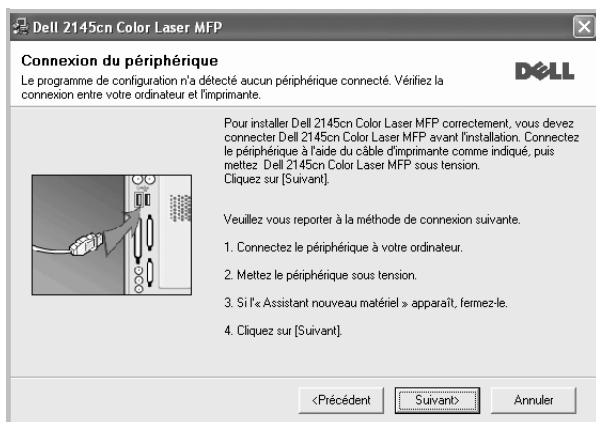 Dell 2145cn Color Laser MFP
Connexion du périphérique
Le programme de configuration n'a détecté aucun périphérique connecté. Vérifiez la
connexion entre votre ordinateur et l'imprimante.
DELL
Pour installer Dell 2145cn Color Laser MFP correctement, vous devez
connecter Dell 2145cn Color Laser MFP avant l'installation. Connectez
le périphérique à l'aide du câble d'imprimante comme indiqué, puis
mettez Dell 2145cn Color Laser MFP sous tension.
Cliquez sur [Suivant].
Veuillez vous reporter à la méthode de connexion suivante.
1. Connectez le périphérique à votre ordinateur.
2. Mettez le périphérique sous tension.
3. Si l'« Assistant nouveau matériel » apparaît, fermez-le.
4. Cliquez sur [Suivant].
<Précédent
Suivant>
Annuler